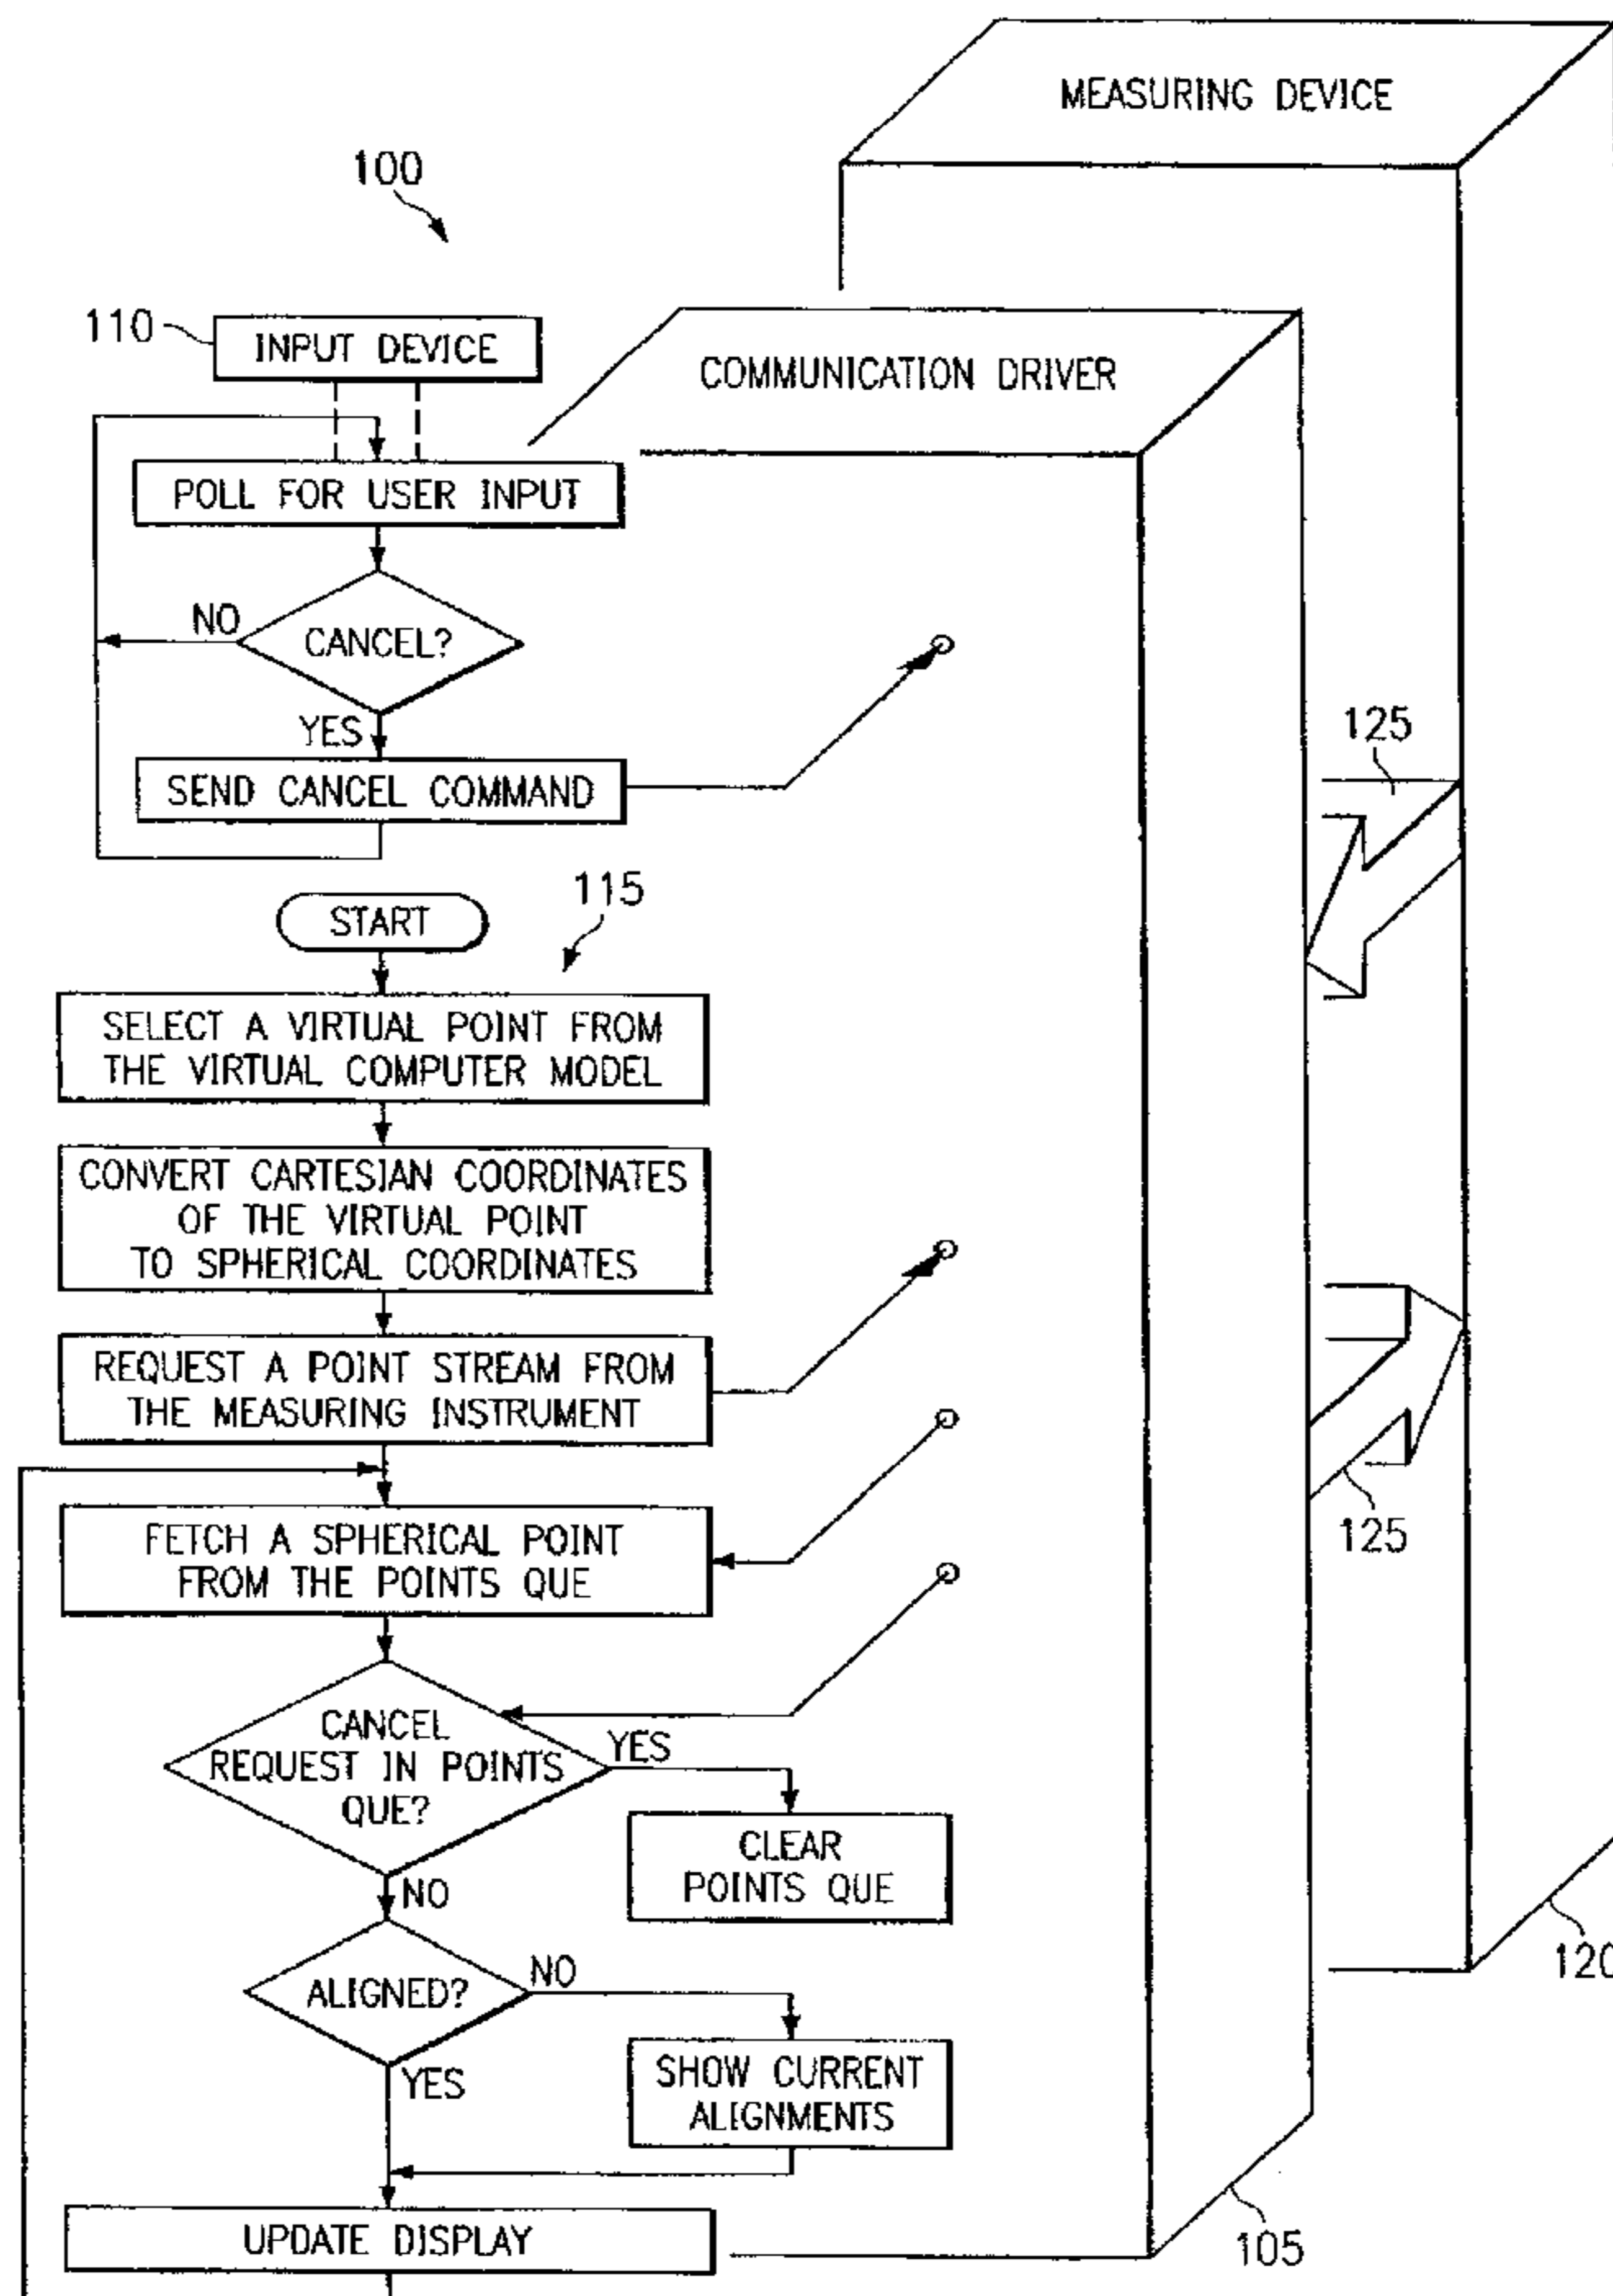 MEASURING DEVICE
100
110
INPUT DEVICE
COMMUNICATION DRIVER
POLL FOR USER INPUT
NO
CANCEL?
YES
125
SEND CANCEL COMMAND
115
START
SELECT A VIRTUAL POINT FROM
THE VIRTUAL COMPUTER MODEL
CONVERT CARTESIAN COORDINATES
OF THE VIRTUAL POINT
TO SPHERICAL COORDINATES
REQUEST A POINT STREAM FROM
THE MEASURING INSTRUMENT
125
FETCH A SPHERICAL POINT
FROM THE POINTS QUE
CANCEL
REQUEST IN POINTS
QUE?
YES
CLEAR
POINTS QUE
NO
120
ALIGNED?
NO
YES
SHOW CURRENT
ALIGNMENTS
UPDATE DISPLAY
105